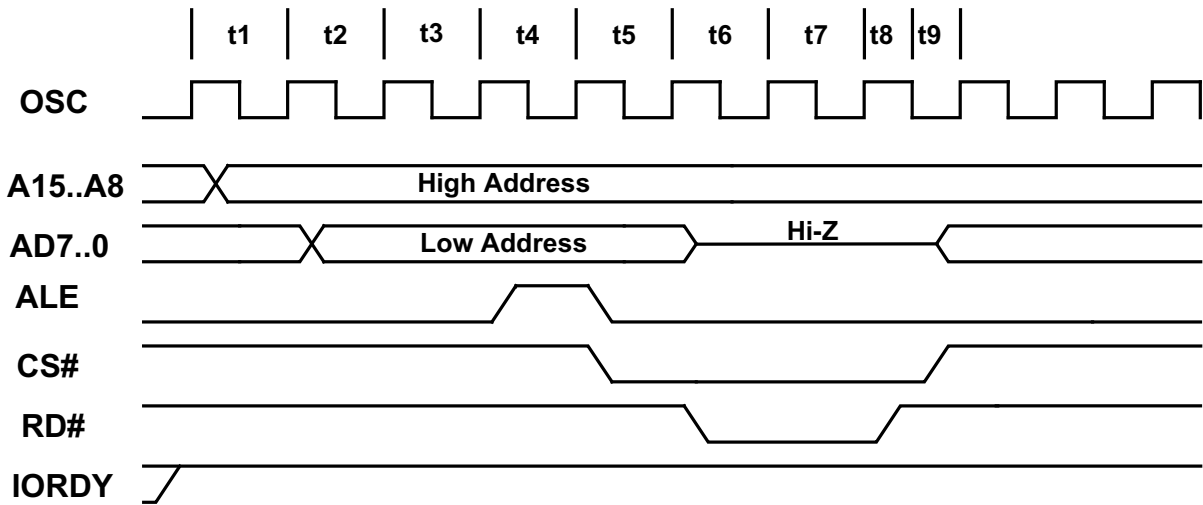 t1 t2 t3 t4 t5 t6 t7 t8 t9
OSC
A15..A8 High Address
AD7..0 Low Address Hi-Z
ALE
CS#
RD#
IORDY